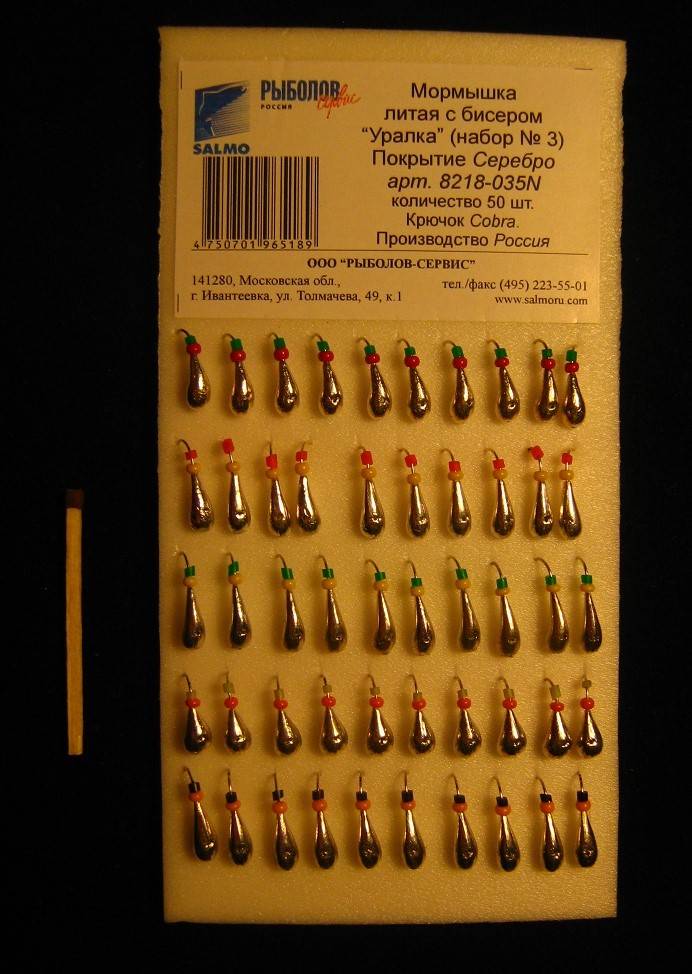 РЫБОЛОВ
сервис
РОССИЯ
SALMO
4 750701 965189
Мормышка
литая с бисером
“Уралка” (набор № 3)
Покрытие Серебро
арт. 8218-035N
количество 50 шт.
Крючок Cobra.
Производство Россия
ООО “РЫБОЛОВ-СЕРВИС”
141280, Московская обл.,
г. Ивантеевка, ул. Толмачева, 49, к.1
тел./факс (495) 223-55-01
www.salmoru.com